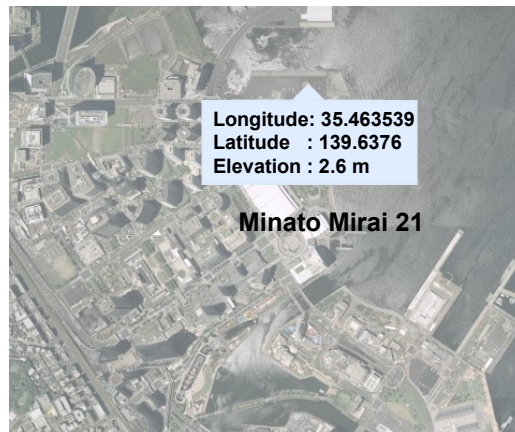 Longitude: 35.463539
Latitude : 139.6376
Elevation : 2.6 m
Minato Mirai 21